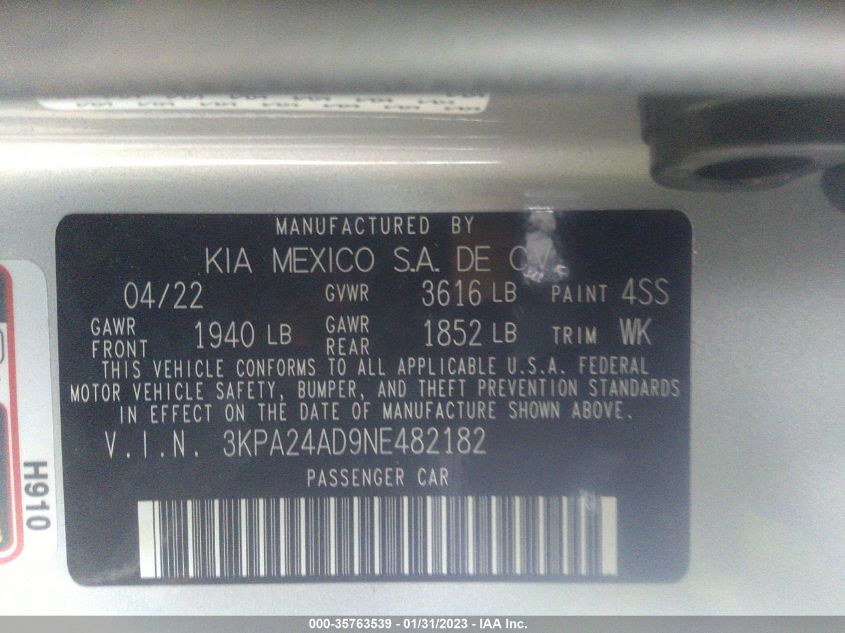 MANUFACTURED BY
KIA MEXICO S.A. DE C.V.
04/22 GVWR 3616 LB PAINT 4SS
GAWR FRONT 1940 LB GAWR REAR 1852 LB TRIM WK
THIS VEHICLE CONFORMS TO ALL APPLICABLE U.S.A. FEDERAL
MOTOR VEHICLE SAFETY, BUMPER, AND THEFT PREVENTION STANDARDS
IN EFFECT ON THE DATE OF MANUFACTURE SHOWN ABOVE.
V.I.N. 3KPA24AD9NE482182
PASSENGER CAR
H910
000-35763539 - 01/31/2023 - IAA Inc.